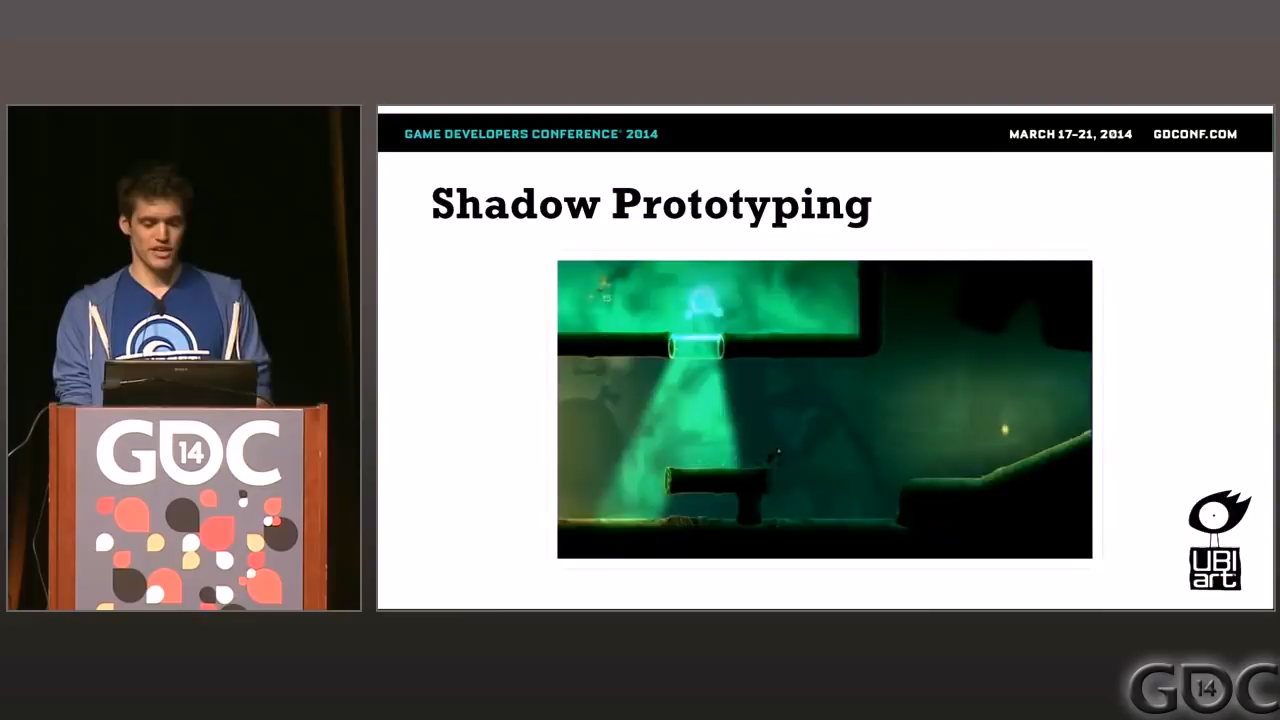 GAME DEVELOPERS CONFERENCE® 2014
MARCH 17-21, 2014 GDCONF.COM
Shadow Prototyping
GDC
14
UBI
art
GDC
14